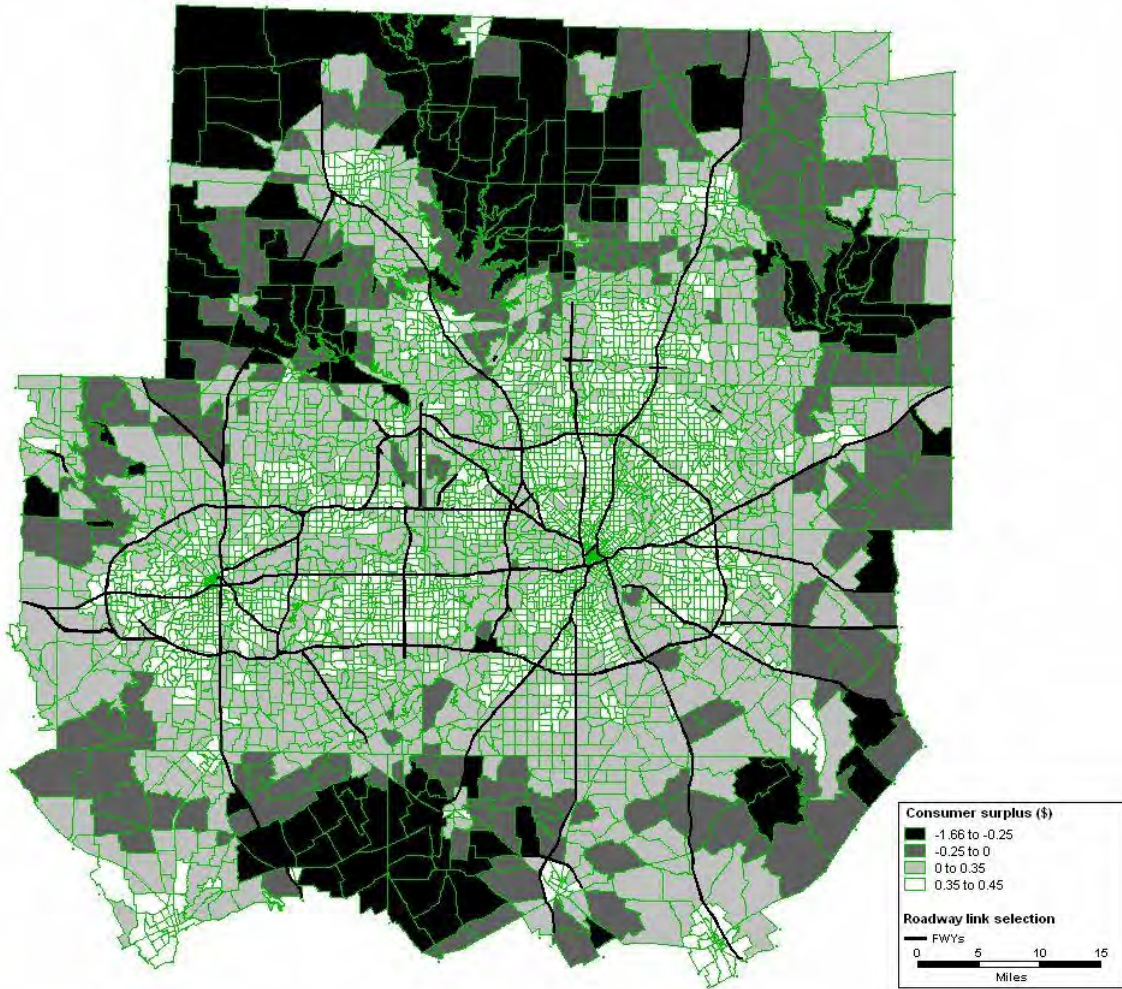 Consumer surplus ($)
-1.66 to -0.25
-0.25 to 0
0 to 0.35
0.35 to 0.45
Roadway link selection
FWYs
0 5 10 15
Miles